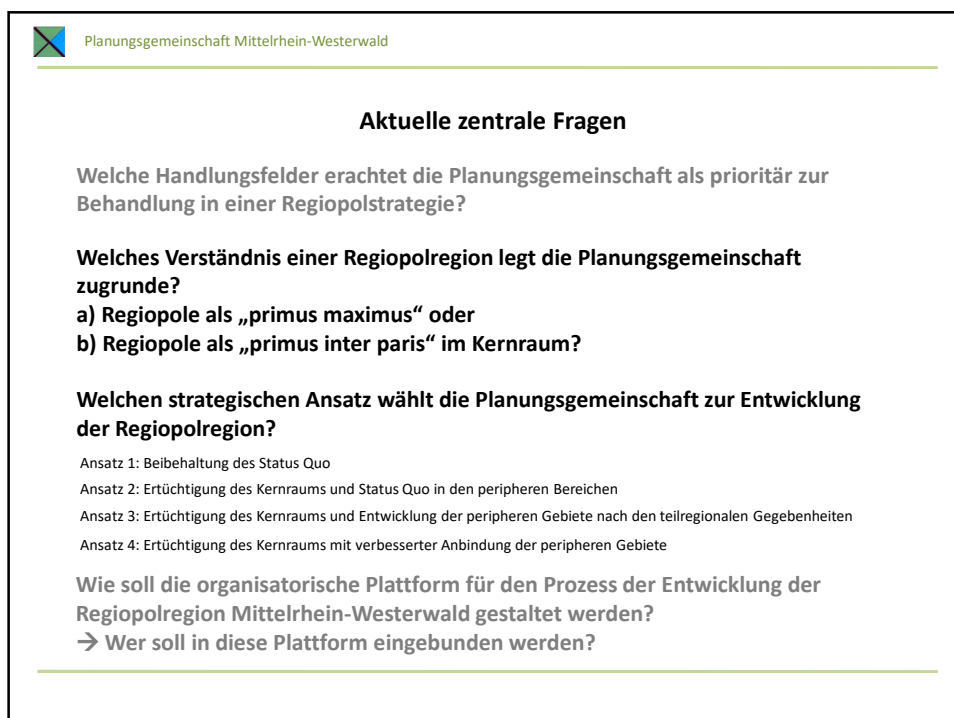 Planungsgemeinschaft Mittelrhein-Westerwald
Aktuelle zentrale Fragen
Welche Handlungsfelder erachtet die Planungsgemeinschaft als prioritär zur
Behandlung in einer Regiopolstrategie?
Welches Verständnis einer Regiopolregion legt die Planungsgemeinschaft
zugrunde?
a) Regiopole als „primus maximus“ oder
b) Regiopole als „primus inter paris“ im Kernraum?
Welchen strategischen Ansatz wählt die Planungsgemeinschaft zur Entwicklung
der Regiopolregion?
Ansatz 1: Beibehaltung des Status Quo
Ansatz 2: Ertüchtigung des Kernraums und Status Quo in den peripheren Bereichen
Ansatz 3: Ertüchtigung des Kernraums und Entwicklung der peripheren Gebiete nach den teilregionalen Gegebenheiten
Ansatz 4: Ertüchtigung des Kernraums mit verbesserter Anbindung der peripheren Gebiete
Wie soll die organisatorische Plattform für den Prozess der Entwicklung der
Regiopolregion Mittelrhein-Westerwald gestaltet werden?
→ Wer soll in diese Plattform eingebunden werden?